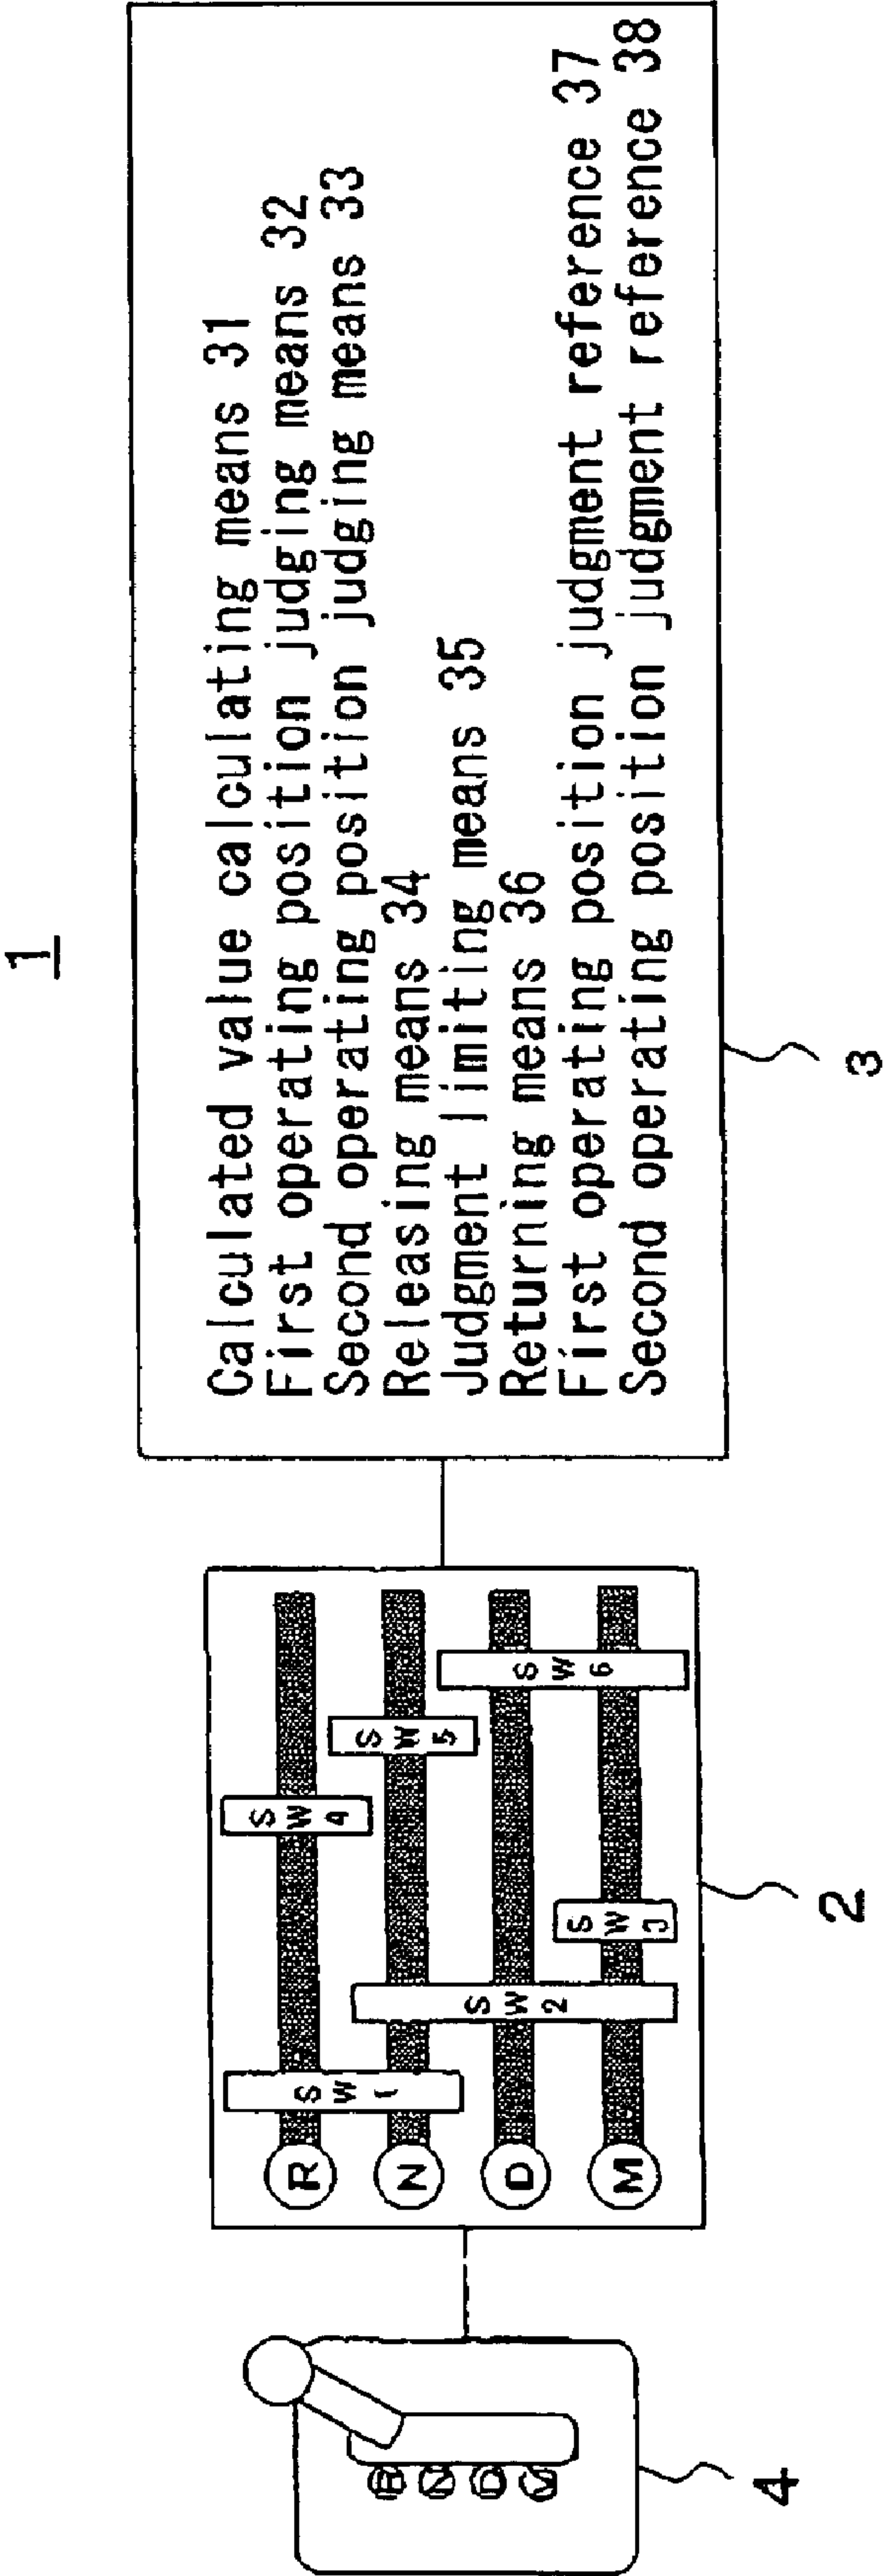 1
Calculated value calculating means 31
First operating position judging means 32
Second operating position judging means 33
Releasing means 34
Judgment limiting means 35
Returning means 36
First operating position judgment reference 37
Second operating position judgment reference 38
3
R
N
D
M
SW1
SW2
SW3
SW4
SW5
SW6
2
R
N
D
M
4